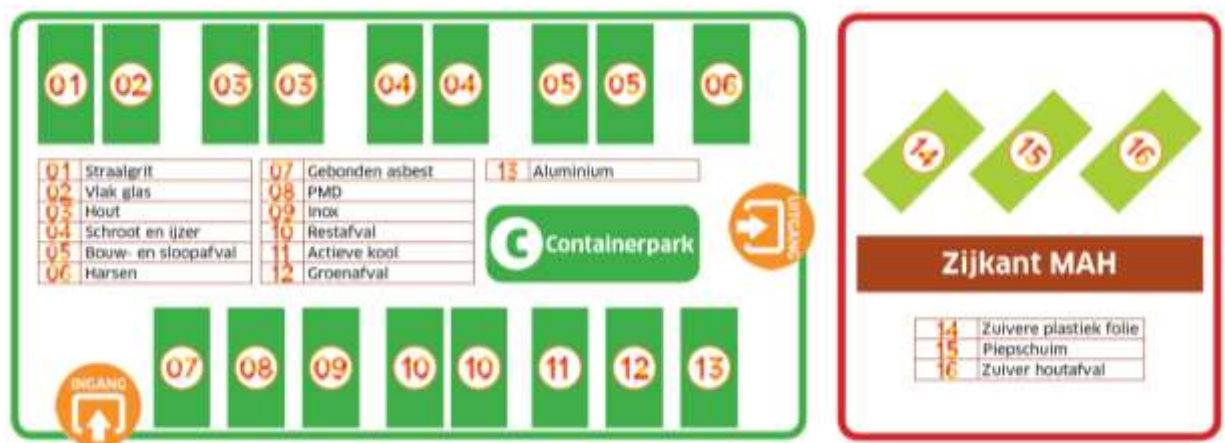 01 02 03 03 04 04 05 05 06
01 Straalgrit
02 Vlak glas
03 Hout
04 Schroot en ijzer
05 Bouw- en sloopafval
06 Harsen
07 Gebonden asbest
08 PMD
09 Inox
10 Restafval
11 Actieve kool
12 Groenafval
13 Aluminium
C Containerpark
UITGANG
INGANG
07 08 09 10 10 11 12 13
14 15 16
Zijkant MAH
14 Zuivere plastiek folie
15 Piepschuim
16 Zuiver houtafval